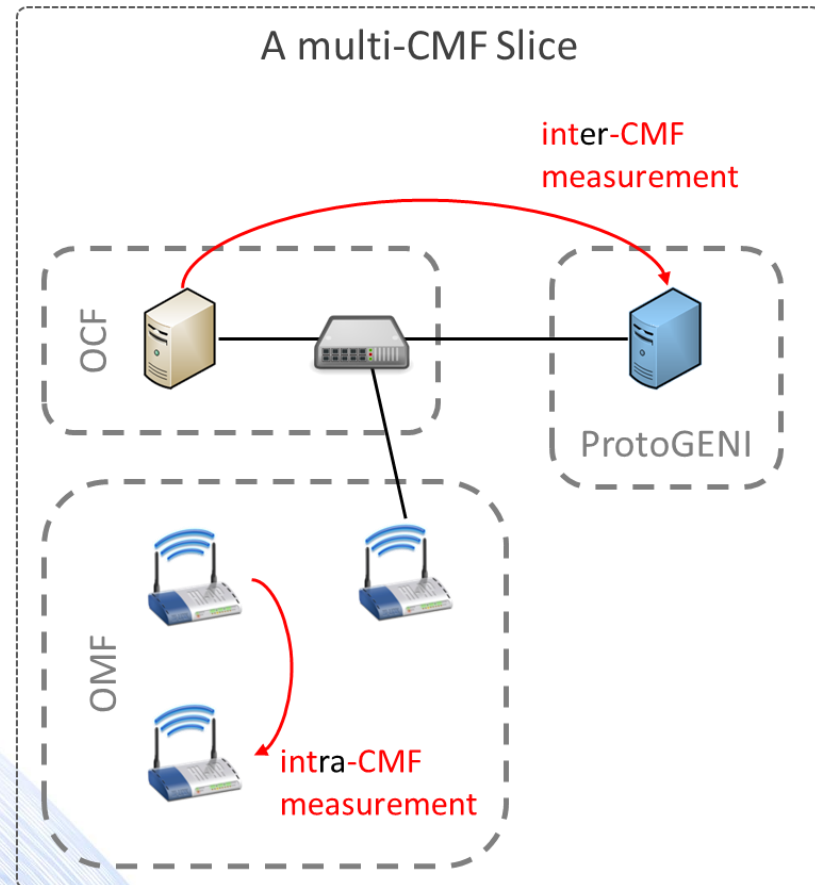 A multi-CMF Slice
inter-CMF
measurement
OCF
ProtoGENI
OMF
intra-CMF
measurement